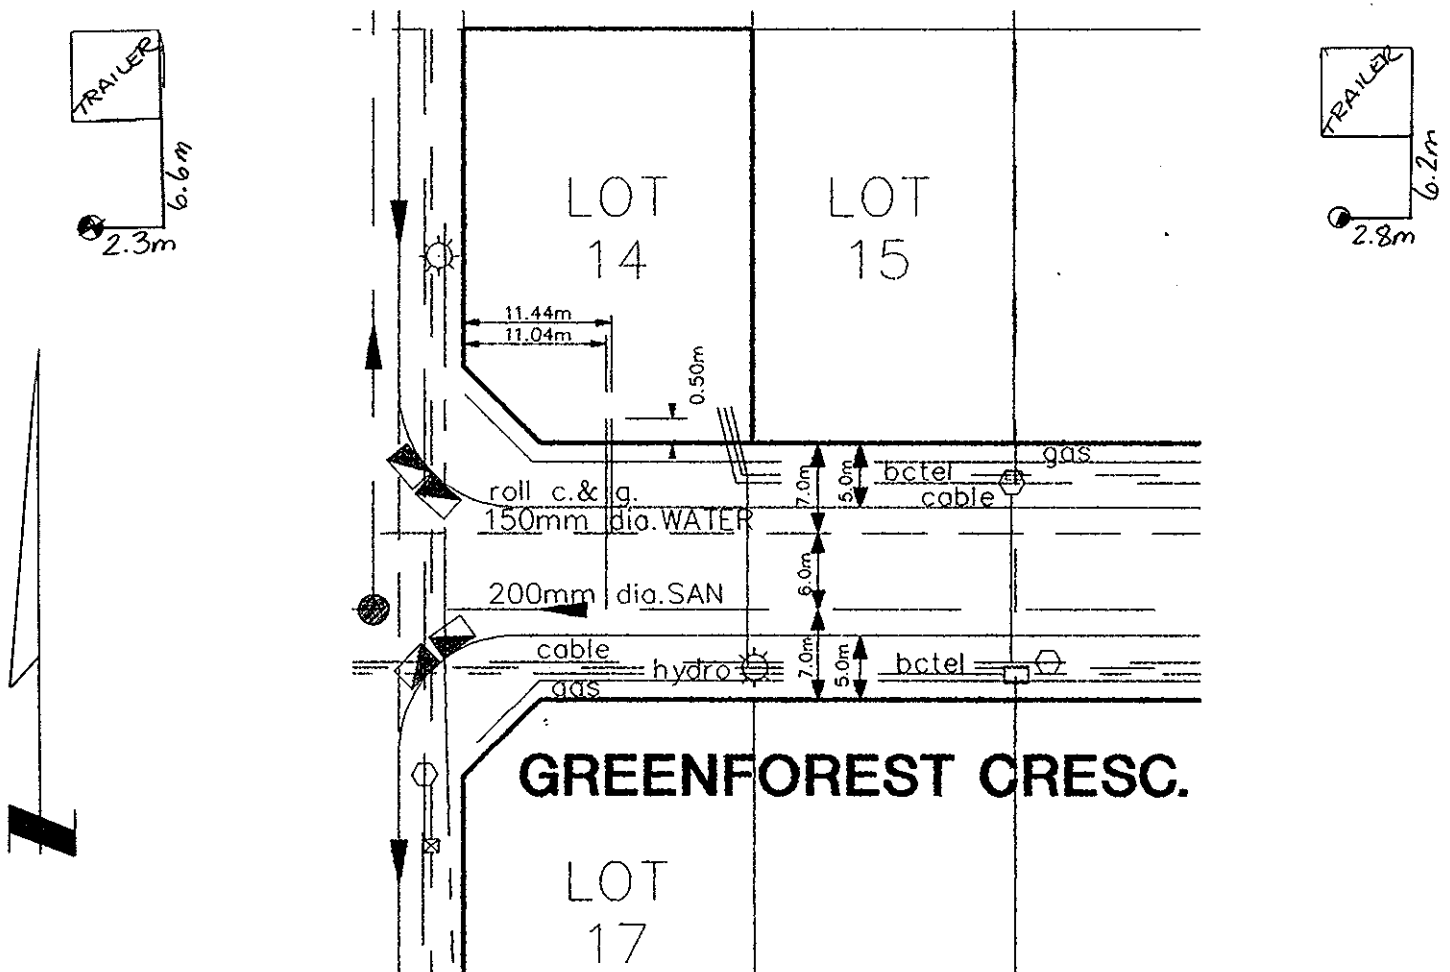 TRAILER
6.6m
2.3m
TRAILER
6.2m
2.8m
LOT
14
LOT
15
11.44m
11.04m
0.50m
gas
bctel
cable
7.0m
5.0m
roll c.& g.
150mm dia.WATER
6.0m
200mm dia.SAN
cable
hydro
gas
7.0m
5.0m
bctel
GREENFOREST CRESC.
LOT
17